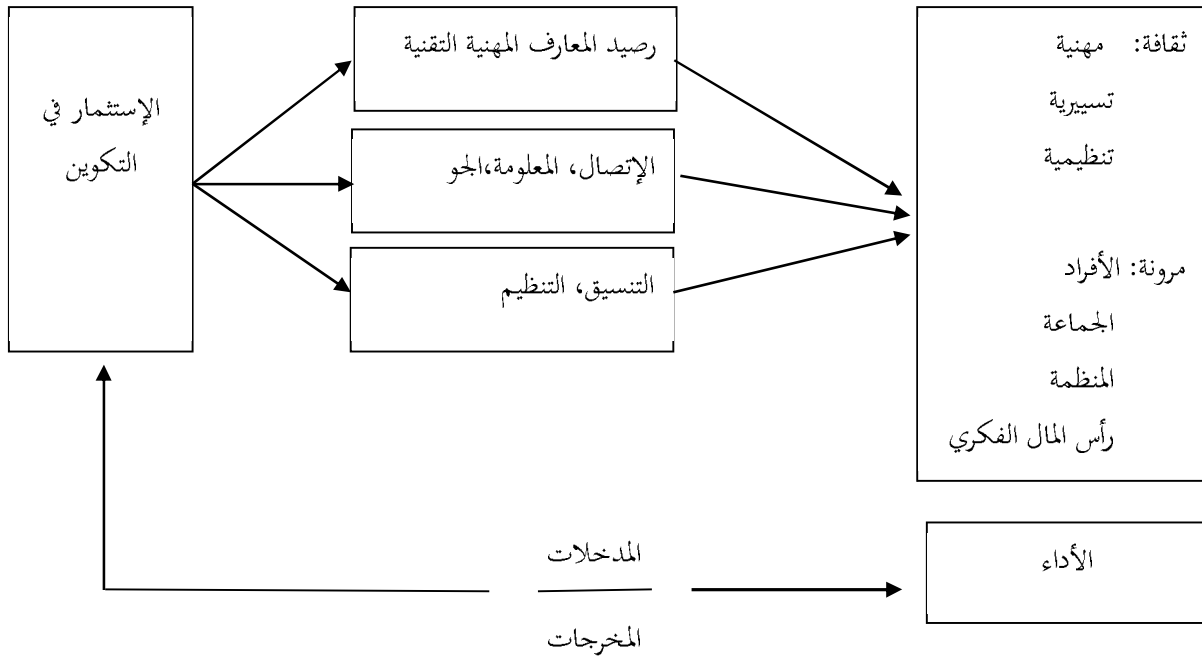 الإستثمار في
التكوين
رصيد المعارف المهنية التقنية
الإتصال، المعلومة،الجو
التنسيق، التنظيم
ثقافة: مهنية
تسييرية
تنظيمية
مرونة: الأفراد
الجماعة
المنظمة
رأس المال الفكري
المدخلات
المخرجات
الأداء